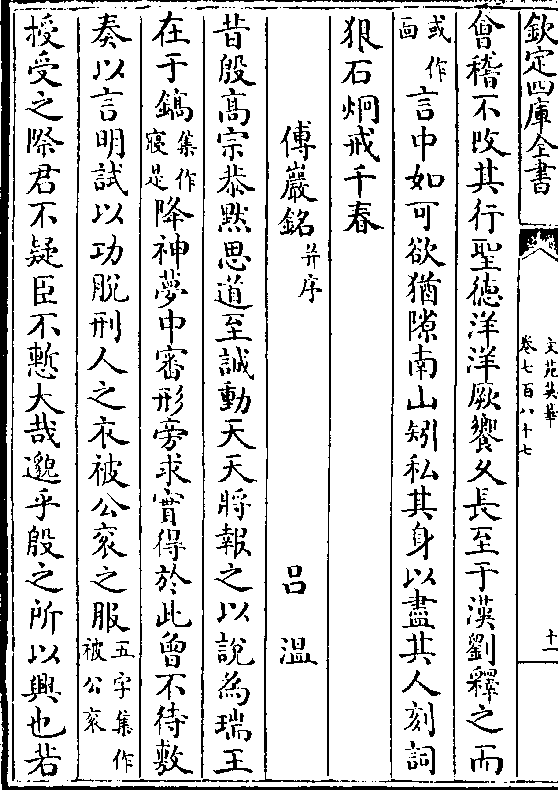 欽定四庫全書
文苑英華
卷七百八十七
十一
會稽不改其行聖德洋洋厥饗攵長至于漢劉釋之而
或作
畫
言中如可欲猶隙南山矧私其身以盡其人刻詞
狠石炯戒千春
傅巖銘并序
吕溫
昔殷高宗恭默思道至誠動天天將報之以說為瑞王
在于鎬集作寢是降神夢中審形旁求實得於此曾不待敷
奏以言明試以功脫刑人之衣被公衮之服五字集作被公衮
授受之際君不疑臣不慙大哉邈乎殷之所以興也若